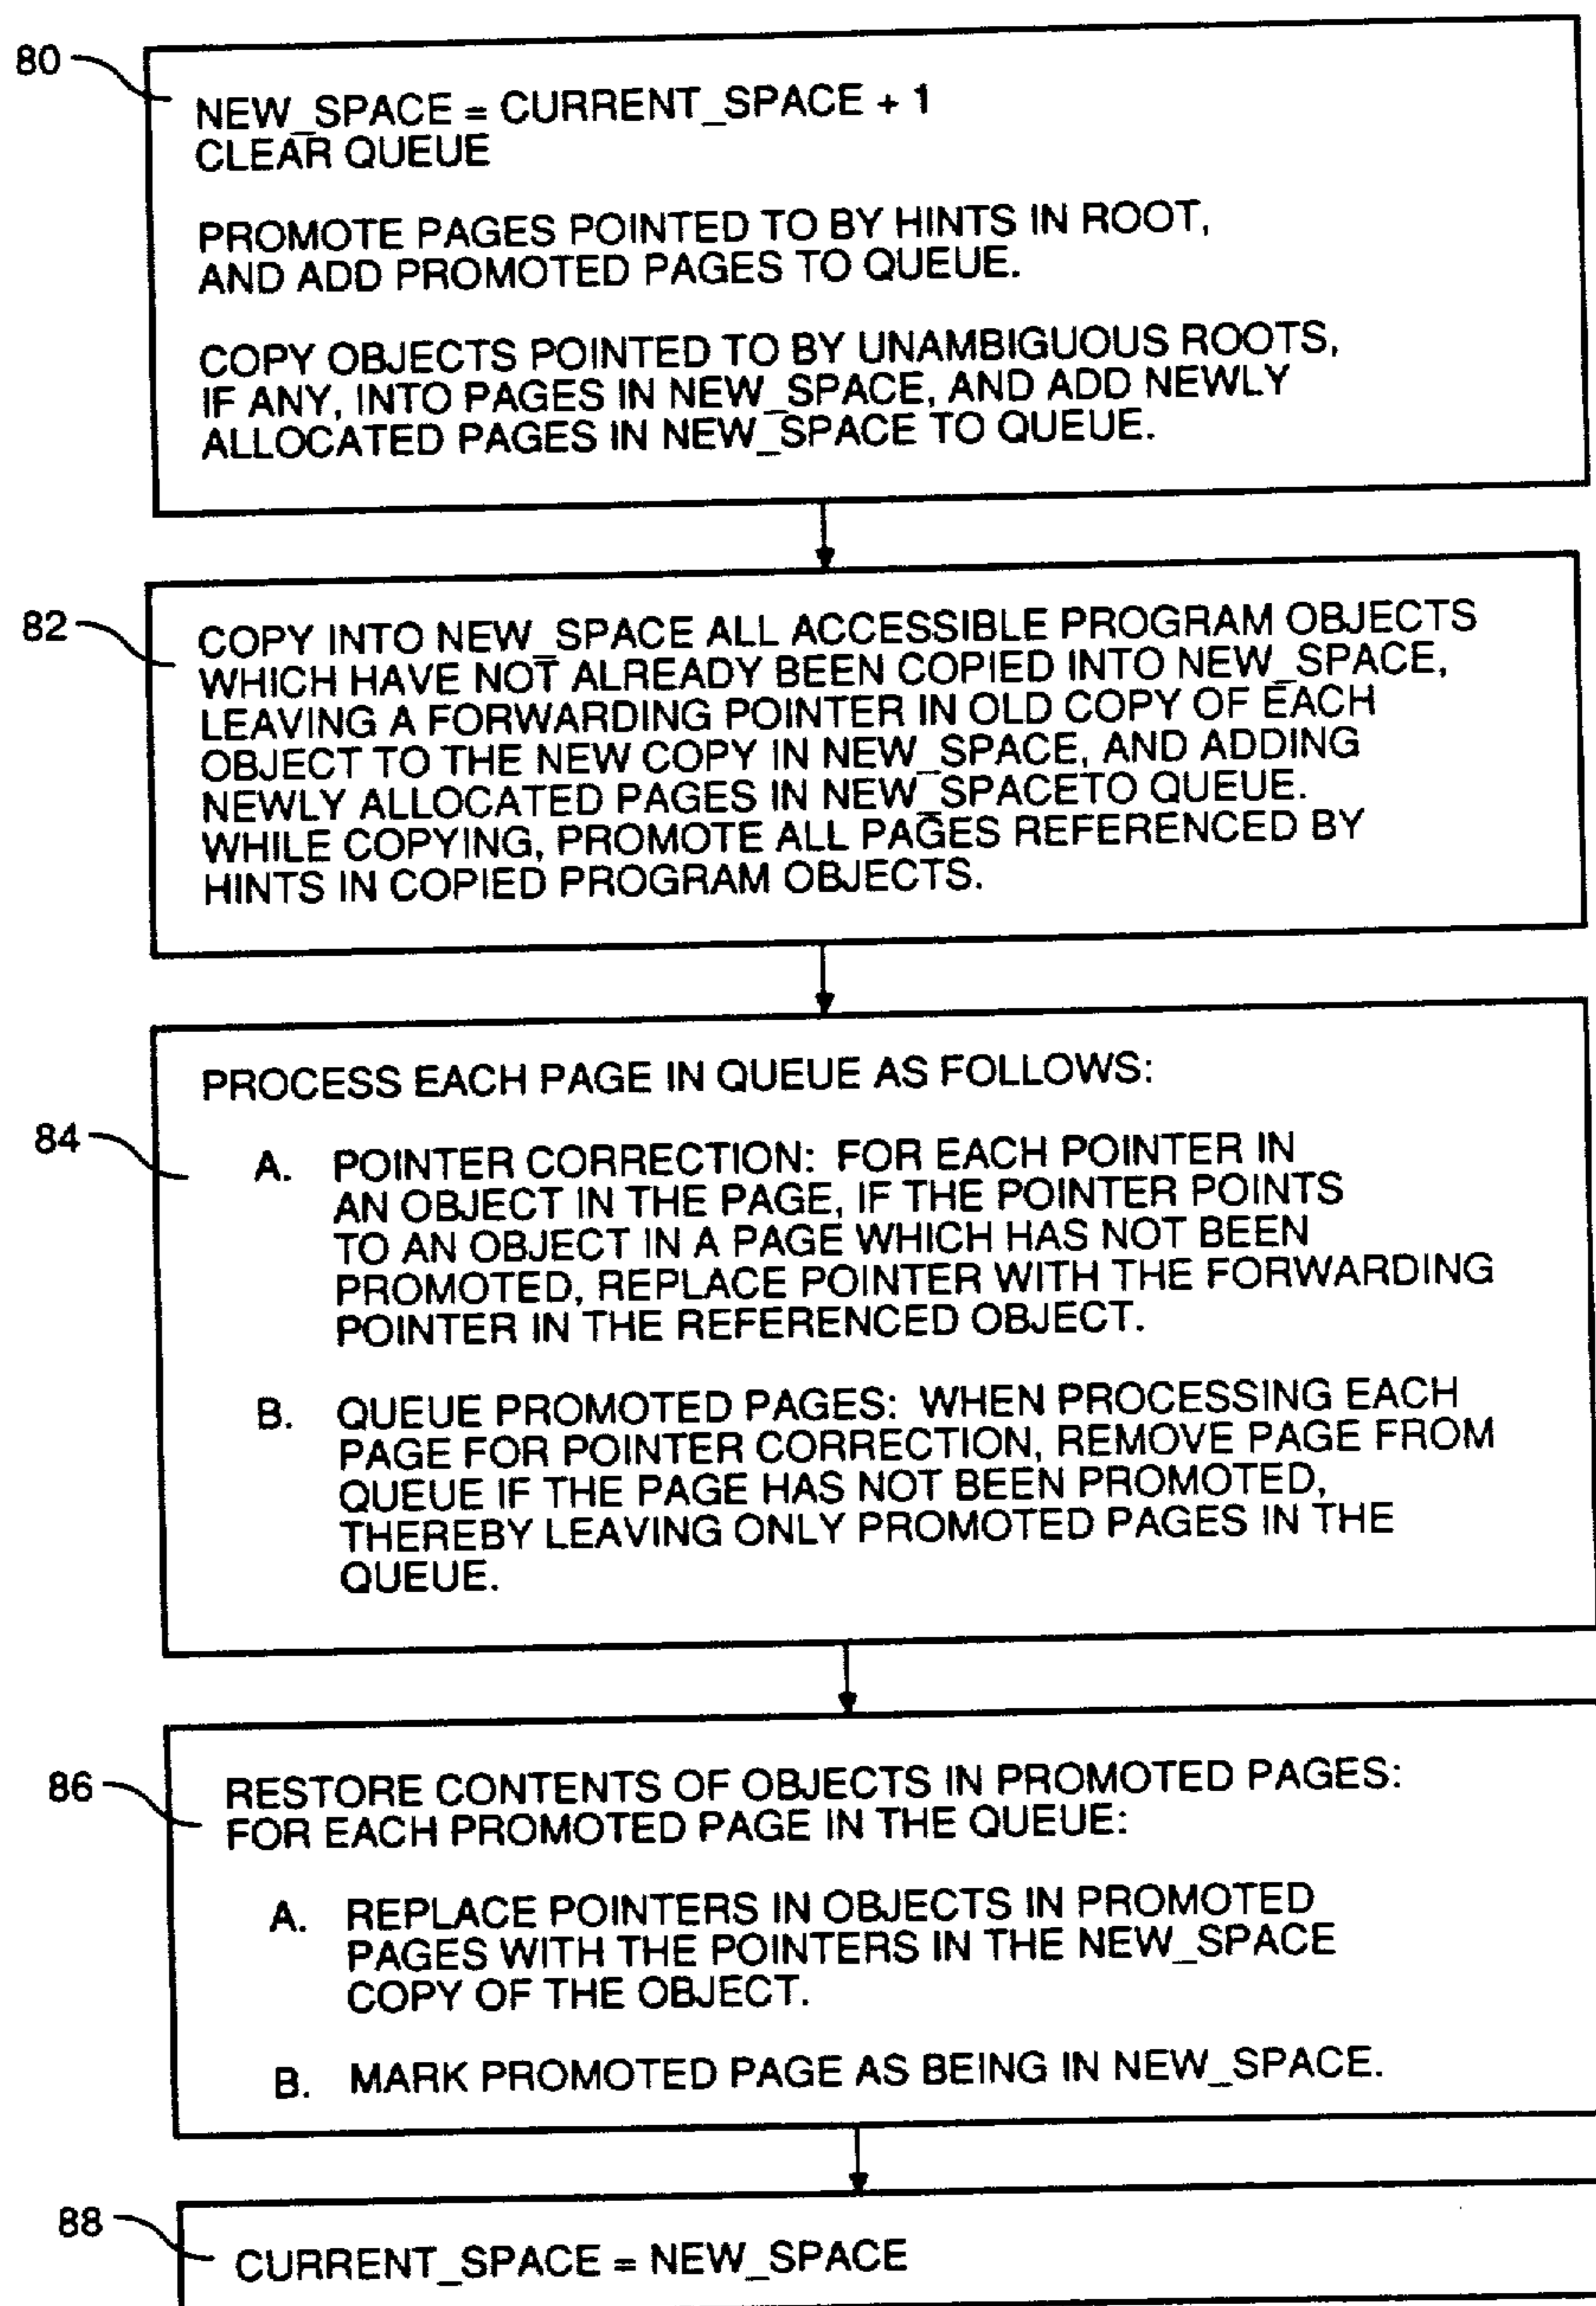 80
NEW_SPACE = CURRENT_SPACE + 1
CLEAR QUEUE
PROMOTE PAGES POINTED TO BY HINTS IN ROOT,
AND ADD PROMOTED PAGES TO QUEUE.
COPY OBJECTS POINTED TO BY UNAMBIGUOUS ROOTS,
IF ANY, INTO PAGES IN NEW_SPACE, AND ADD NEWLY
ALLOCATED PAGES IN NEW_SPACE TO QUEUE.
82
COPY INTO NEW_SPACE ALL ACCESSIBLE PROGRAM OBJECTS
WHICH HAVE NOT ALREADY BEEN COPIED INTO NEW_SPACE,
LEAVING A FORWARDING POINTER IN OLD COPY OF EACH
OBJECT TO THE NEW COPY IN NEW_SPACE, AND ADDING
NEWLY ALLOCATED PAGES IN NEW_SPACETO QUEUE.
WHILE COPYING, PROMOTE ALL PAGES REFERENCED BY
HINTS IN COPIED PROGRAM OBJECTS.
PROCESS EACH PAGE IN QUEUE AS FOLLOWS:
84
A. POINTER CORRECTION: FOR EACH POINTER IN
AN OBJECT IN THE PAGE, IF THE POINTER POINTS
TO AN OBJECT IN A PAGE WHICH HAS NOT BEEN
PROMOTED, REPLACE POINTER WITH THE FORWARDING
POINTER IN THE REFERENCED OBJECT.
B. QUEUE PROMOTED PAGES: WHEN PROCESSING EACH
PAGE FOR POINTER CORRECTION, REMOVE PAGE FROM
QUEUE IF THE PAGE HAS NOT BEEN PROMOTED,
THEREBY LEAVING ONLY PROMOTED PAGES IN THE
QUEUE.
86
RESTORE CONTENTS OF OBJECTS IN PROMOTED PAGES:
FOR EACH PROMOTED PAGE IN THE QUEUE:
A. REPLACE POINTERS IN OBJECTS IN PROMOTED
PAGES WITH THE POINTERS IN THE NEW_SPACE
COPY OF THE OBJECT.
B. MARK PROMOTED PAGE AS BEING IN NEW_SPACE.
88
CURRENT_SPACE = NEW_SPACE